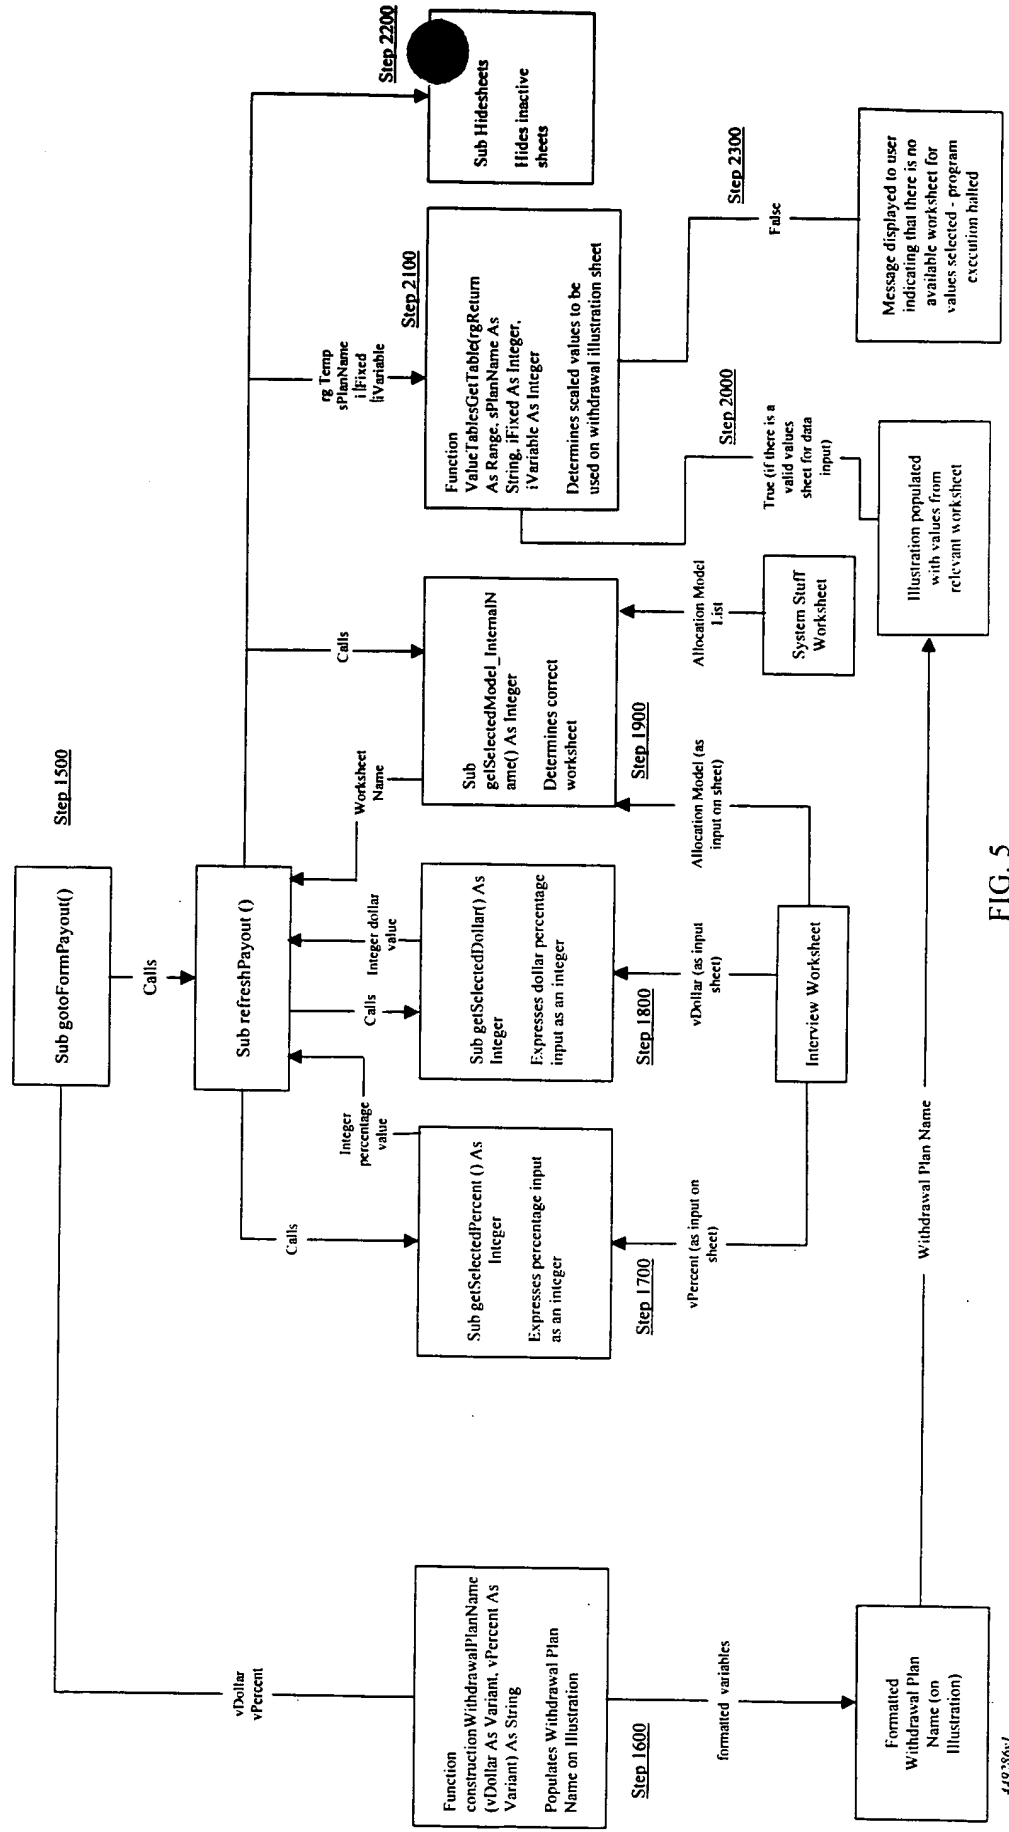 Step 1500
Sub gotoFormPayout()
Calls
Sub refreshPayout ()
vDollar
vPercent
Calls
Integer
percentage
value
Calls
Integer dollar
value
Worksheet
Name
Calls
rg Temp
sPlanName
i |Fixed
|iVariable
Step 2200
Sub Hidesheets
Hides inactive
sheets
Function
constructionWithdrawalPlanName
(vDollar As Variant, vPercent As
Variant) As String
Populates Withdrawal Plan
Name on Illustration
Step 1600
Sub getSelectedPercent () As
Integer
Expresses percentage input
as an integer
Step 1700
Sub getSelectedDollar() As
Integer
Expresses dollar percentage
input as an integer
Step 1800
Sub
getSelectedModel_InternalN
ame() As Integer
Determines correct
worksheet
Step 1900
Step 2100
Function
ValueTablesGetTable(rgReturn
As Range, sPlanName As
String, iFixed As Integer,
iVariable As Integer
Determines scaled values to be
used on withdrawal illustration sheet
formatted variables
vPercent (as input on
sheet)
vDollar (as input
sheet)
Allocation Model (as
input on sheet)
Allocation Model
List
Step 2000
True (if there is a
valid values
sheet for data
input)
Step 2300
False
Interview Worksheet
System Stuff
Worksheet
Formatted
Withdrawal Plan
Name (on
Illustration)
Withdrawal Plan Name
Illustration populated
with values from
relevant worksheet
Message displayed to user
indicating that there is no
available worksheet for
values selected - program
execution halted
FIG. 5
448286v1